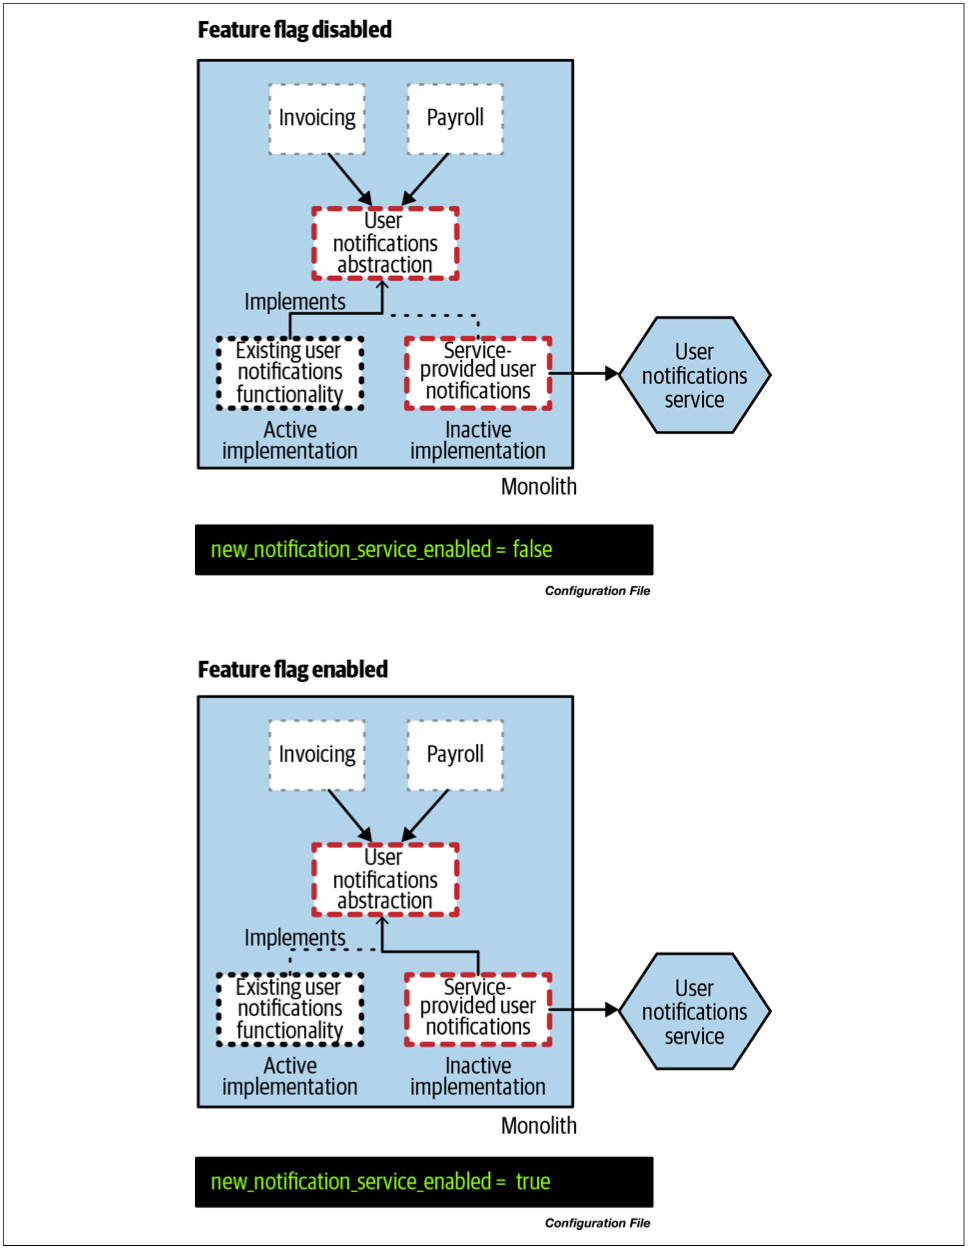 Feature flag disabled
Invoicing
Payroll
User
notifications
abstraction
Implements
Existing user
notifications
functionality
Service-
provided user
notifications
User
notifications
service
Active
implementation
Inactive
implementation
Monolith
new_notification_service_enabled = false
Configuration File
Feature flag enabled
Invoicing
Payroll
User
notifications
abstraction
Implements
Existing user
notifications
functionality
Service-
provided user
notifications
User
notifications
service
Active
implementation
Inactive
implementation
Monolith
new_notification_service_enabled = true
Configuration File